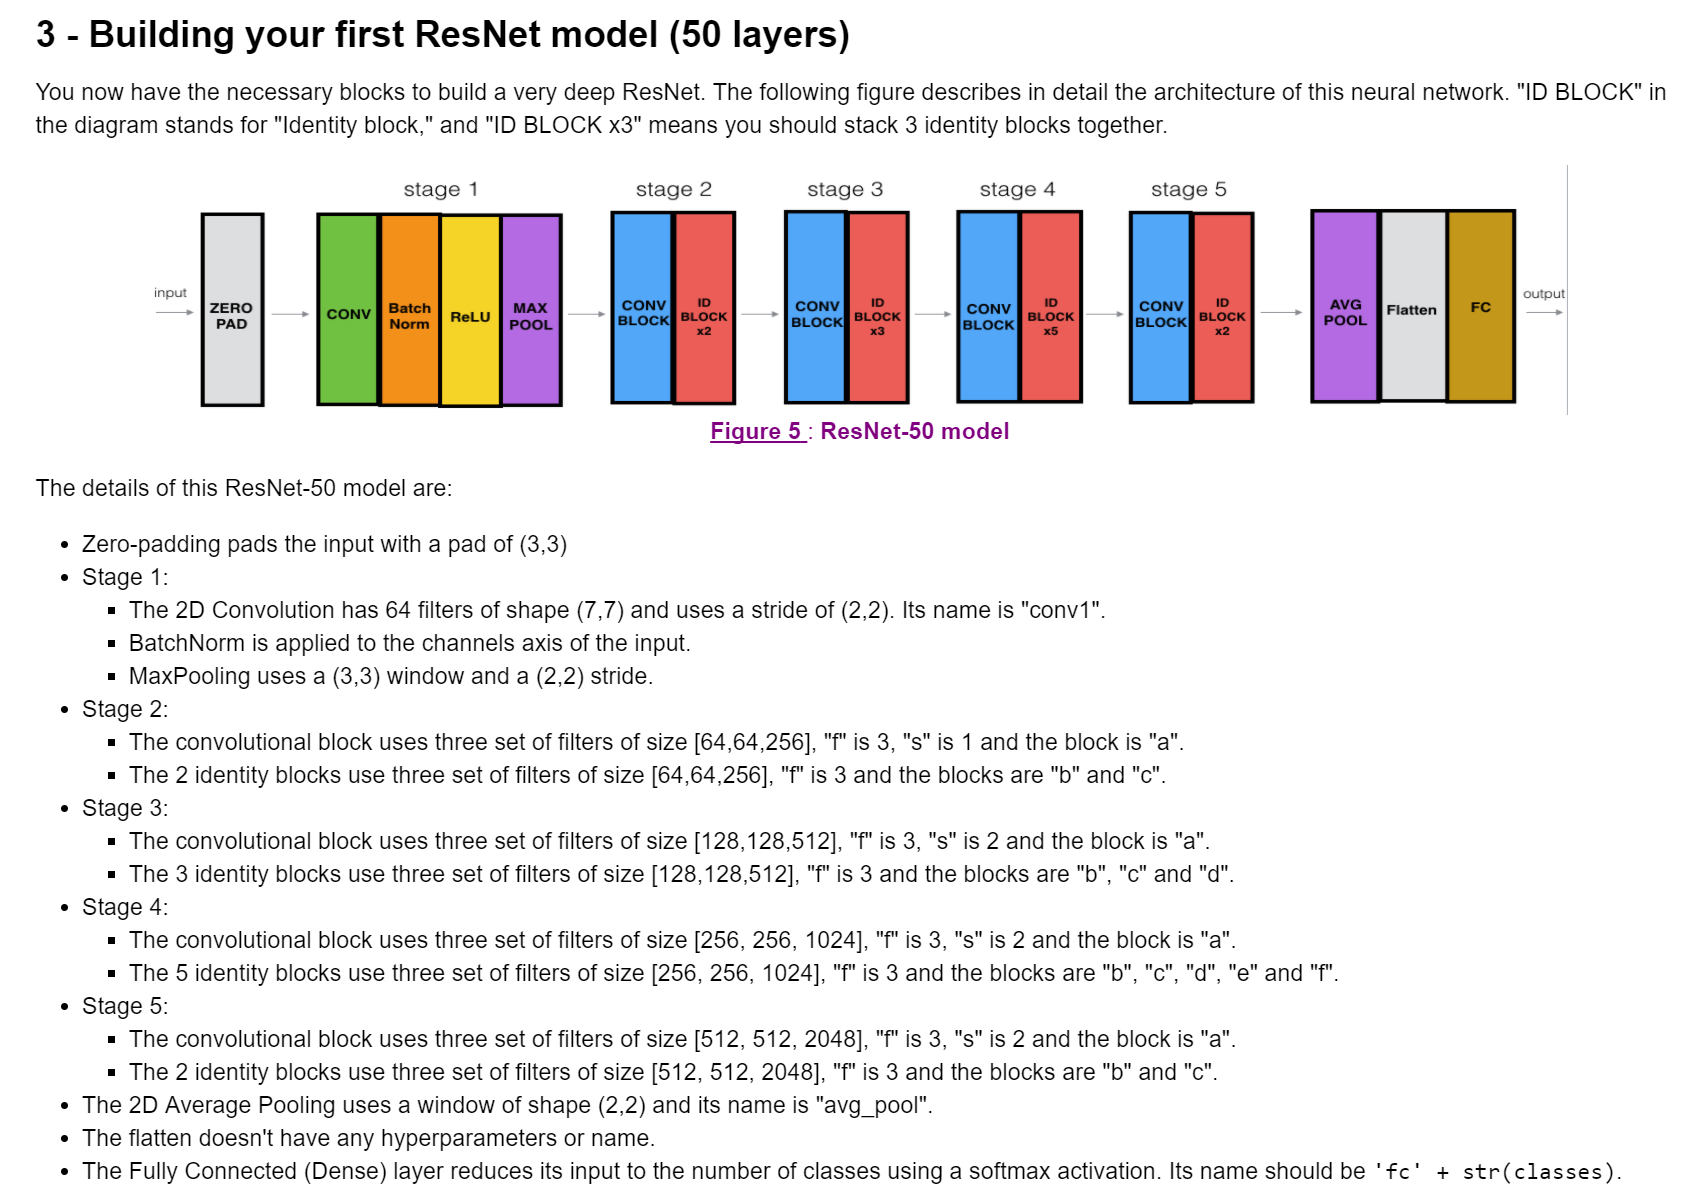 3 - Building your first ResNet model (50 layers)
You now have the necessary blocks to build a very deep ResNet. The following figure describes in detail the architecture of this neural network. "ID BLOCK" in
the diagram stands for "Identity block," and "ID BLOCK x3" means you should stack 3 identity blocks together.
stage 1
stage 2
stage 3
stage 4
stage 5
input
ZERO
PAD
CONV
Batch
Norm
ReLU
MAX
POOL
CONV
BLOCK
ID
BLOCK
x2
CONV
BLOCK
ID
BLOCK
x3
CONV
BLOCK
ID
BLOCK
x5
CONV
BLOCK
ID
BLOCK
x2
AVG
POOL
Flatten
FC
output
Figure 5 : ResNet-50 model
The details of this ResNet-50 model are:
• Zero-padding pads the input with a pad of (3,3)
• Stage 1:
▪ The 2D Convolution has 64 filters of shape (7,7) and uses a stride of (2,2). Its name is "conv1".
▪ BatchNorm is applied to the channels axis of the input.
▪ MaxPooling uses a (3,3) window and a (2,2) stride.
• Stage 2:
▪ The convolutional block uses three set of filters of size [64,64,256], "f" is 3, "s" is 1 and the block is "a".
▪ The 2 identity blocks use three set of filters of size [64,64,256], "f" is 3 and the blocks are "b" and "c".
• Stage 3:
▪ The convolutional block uses three set of filters of size [128,128,512], "f" is 3, "s" is 2 and the block is "a".
▪ The 3 identity blocks use three set of filters of size [128,128,512], "f" is 3 and the blocks are "b", "c" and "d".
• Stage 4:
▪ The convolutional block uses three set of filters of size [256, 256, 1024], "f" is 3, "s" is 2 and the block is "a".
▪ The 5 identity blocks use three set of filters of size [256, 256, 1024], "f" is 3 and the blocks are "b", "c", "d", "e" and "f".
• Stage 5:
▪ The convolutional block uses three set of filters of size [512, 512, 2048], "f" is 3, "s" is 2 and the block is "a".
▪ The 2 identity blocks use three set of filters of size [512, 512, 2048], "f" is 3 and the blocks are "b" and "c".
• The 2D Average Pooling uses a window of shape (2,2) and its name is "avg_pool".
• The flatten doesn't have any hyperparameters or name.
• The Fully Connected (Dense) layer reduces its input to the number of classes using a softmax activation. Its name should be 'fc' + str(classes).